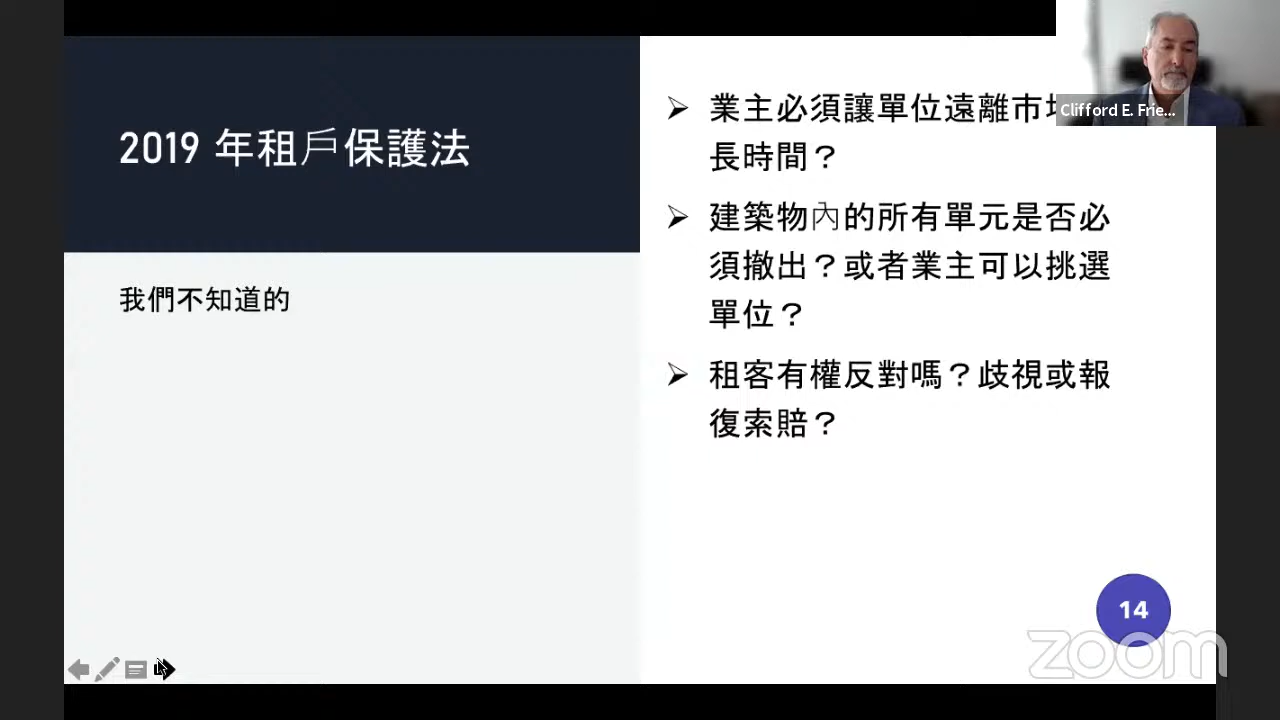 2019 年租戶保護法
我們不知道的
➢ 業主必須讓單位遠離市
長時間？
➢ 建築物內的所有單元是否必
須撤出？或者業主可以挑選
單位？
➢ 租客有權反對嗎？歧視或報
復索賠？
Clifford E. Frie...
14
zoom